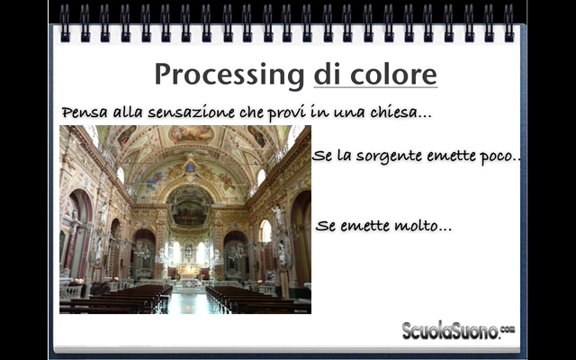 Processing di colore
Pensa alla sensazione che provi in una chiesa...
Se la sorgente emette poco..
Se emette molto...
ScuolaSuono.com